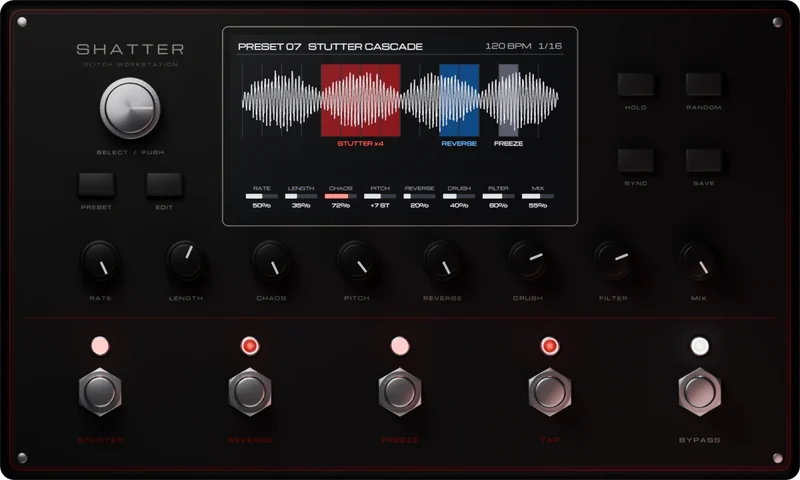 SHATTER
GLITCH WORKSTATION
SELECT / PUSH
PRESET
EDIT
PRESET 07 STUTTER CASCADE
120 BPM 1/16
STUTTER x4
REVERSE
FREEZE
RATE
LENGTH
CHAOS
PITCH
REVERSE
CRUSH
FILTER
MIX
50%
35%
72%
+7 ST
20%
40%
60%
55%
HOLD
RANDOM
SYNC
SAVE
RATE
LENGTH
CHAOS
PITCH
REVERSE
CRUSH
FILTER
MIX
STUTTER
REVERSE
FREEZE
TAP
BYPASS